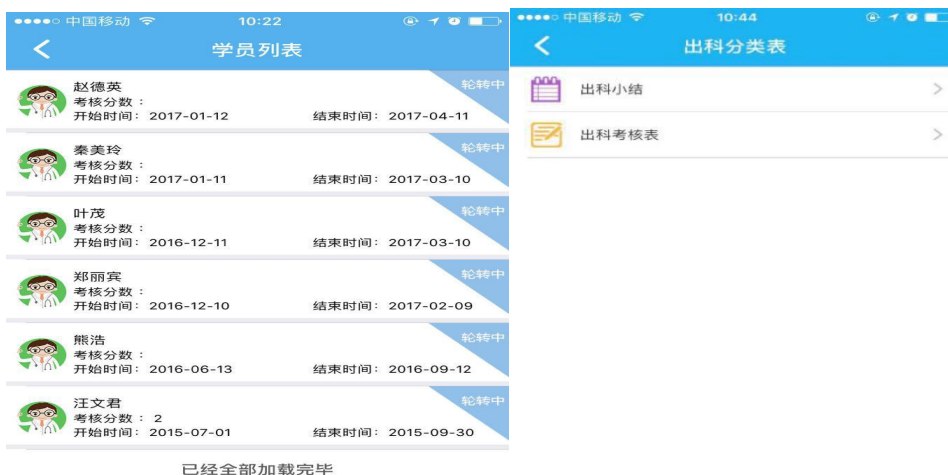 中国移动 10:22
学员列表
赵德英 轮转中
考核分数：
开始时间: 2017-01-12 结束时间: 2017-04-11
秦美玲 轮转中
考核分数：
开始时间: 2017-01-11 结束时间: 2017-03-10
叶茂 轮转中
考核分数：
开始时间: 2016-12-11 结束时间: 2017-03-10
郑丽宾 轮转中
考核分数：
开始时间: 2016-12-10 结束时间: 2017-02-09
熊浩 轮转中
考核分数：
开始时间: 2016-06-13 结束时间: 2016-09-12
汪文君 轮转中
考核分数： 2
开始时间: 2015-07-01 结束时间: 2015-09-30
已经全部加载完毕
中国移动 10:44
出科分类表
出科小结
出科考核表